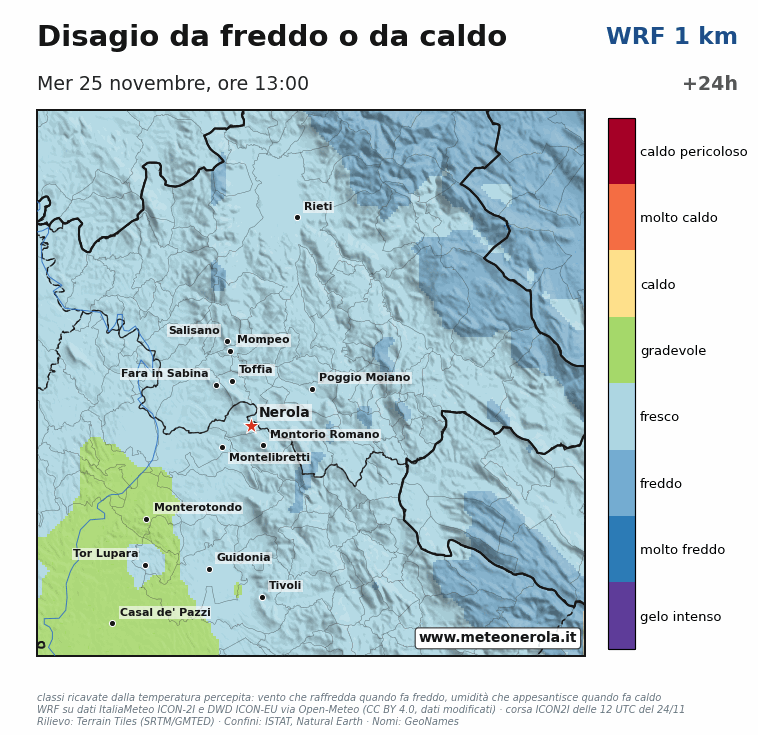 Disagio da freddo o da caldo
WRF 1 km
Mer 25 novembre, ore 13:00
+24h
caldo pericoloso
molto caldo
caldo
gradevole
fresco
freddo
molto freddo
gelo intenso
Rieti
Salisano
Mompeo
Toffia
Fara in Sabina
Poggio Moiano
Nerola
Montorio Romano
Montelibretti
Monterotondo
Tor Lupara
Guidonia
Tivoli
Casal de' Pazzi
www.meteonerola.it
classi ricavate dalla temperatura percepita: vento che raffredda quando fa freddo, umidità che appesantisce quando fa caldo
WRF su dati ItaliaMeteo ICON-2I e DWD ICON-EU via Open-Meteo (CC BY 4.0, dati modificati) · corsa ICON2I delle 12 UTC del 24/11
Rilievo: Terrain Tiles (SRTM/GMTED) · Confini: ISTAT, Natural Earth · Nomi: GeoNames